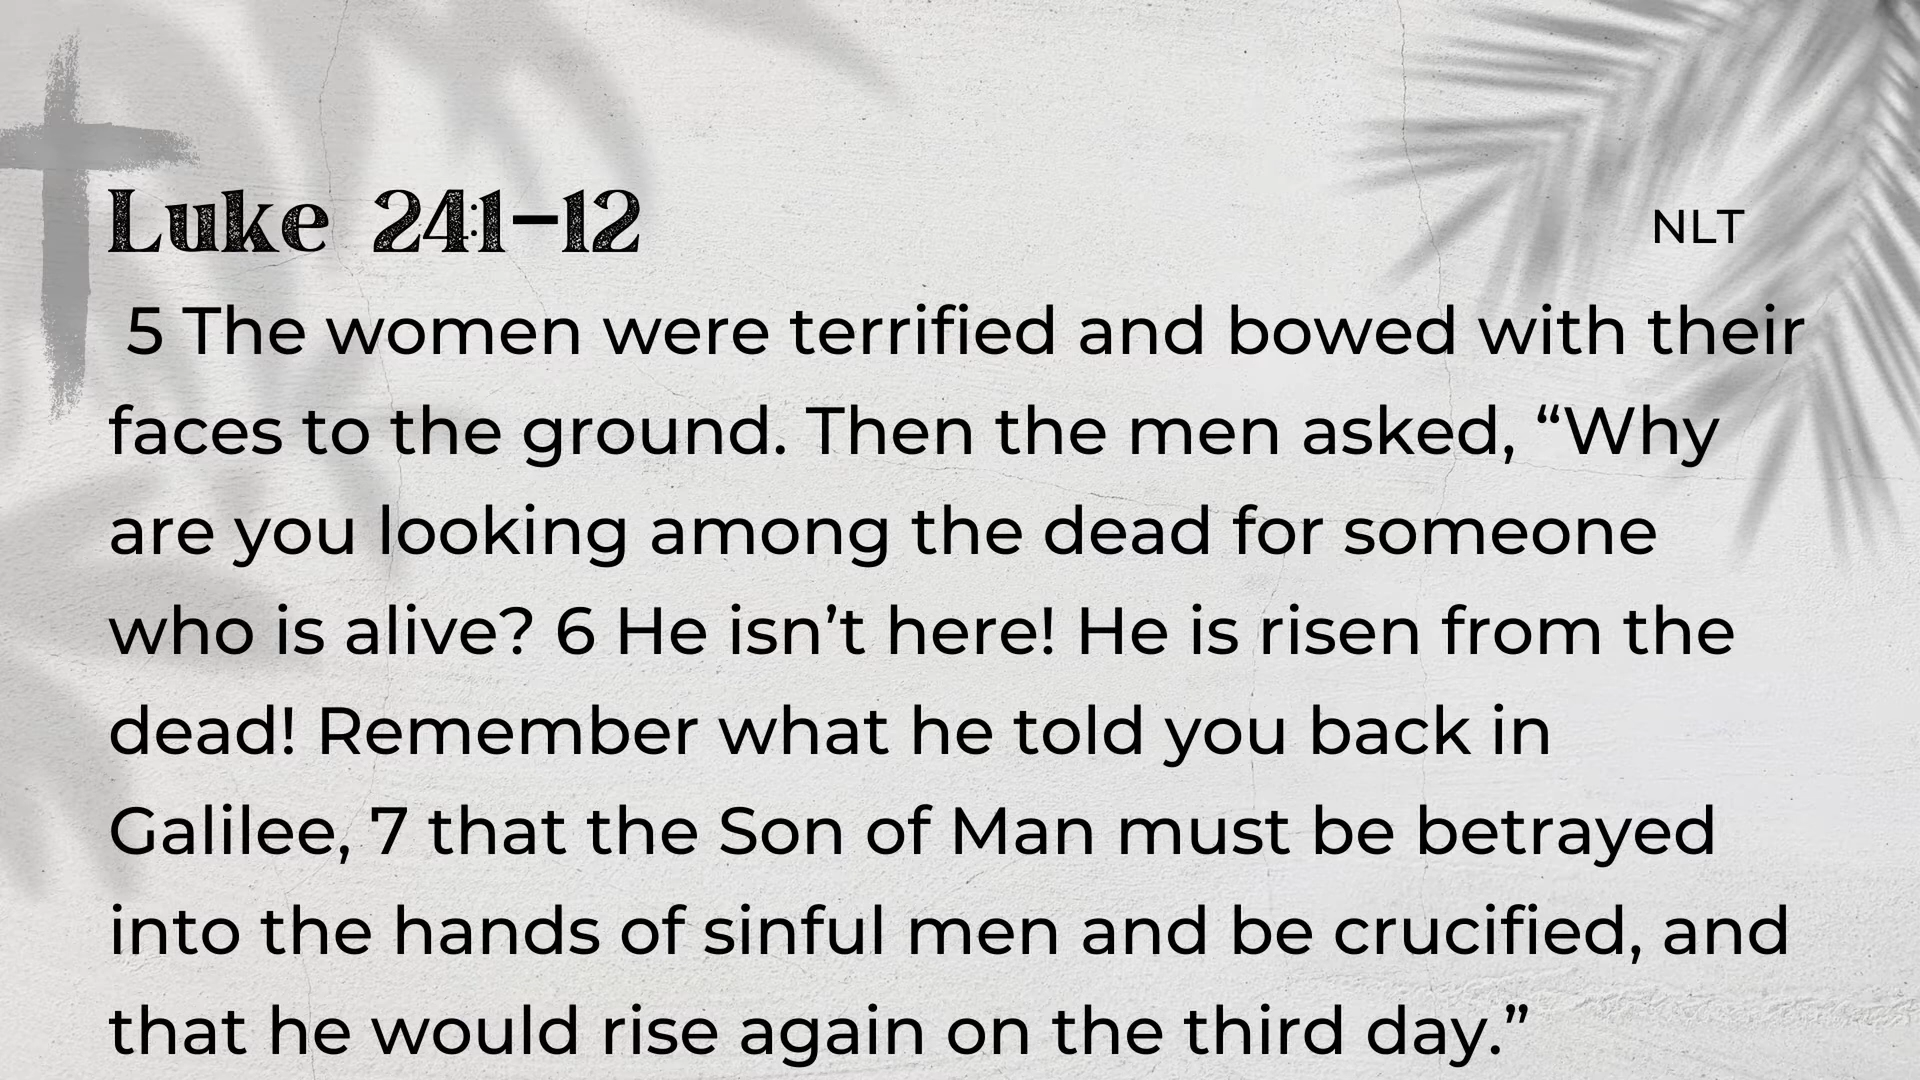 Luke 24:1–12
NLT
5 The women were terrified and bowed with their
faces to the ground. Then the men asked, “Why
are you looking among the dead for someone
who is alive? 6 He isn’t here! He is risen from the
dead! Remember what he told you back in
Galilee, 7 that the Son of Man must be betrayed
into the hands of sinful men and be crucified, and
that he would rise again on the third day.”